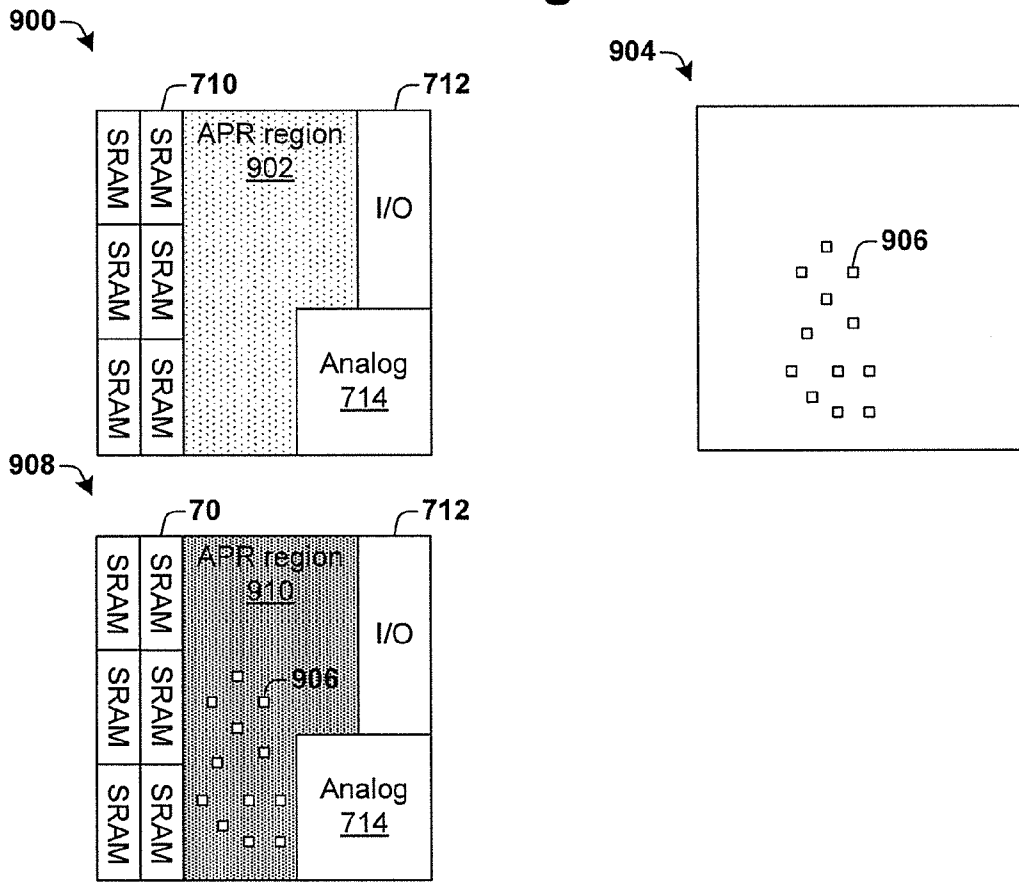 900
904
710
712
SRAM
SRAM
APR region
902
I/O
906
SRAM
SRAM
Analog
714
SRAM
SRAM
908
70
712
SRAM
SRAM
APR region
910
I/O
906
SRAM
SRAM
Analog
714
SRAM
SRAM